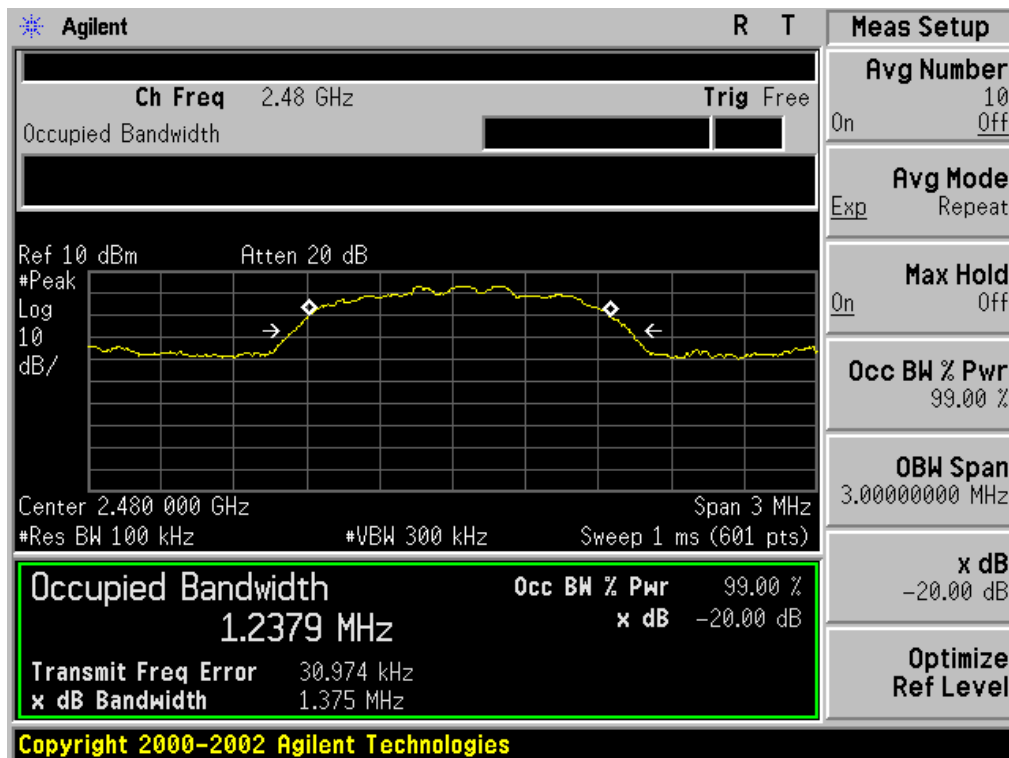 Agilent R T
Ch Freq 2.48 GHz Trig Free
Occupied Bandwidth
Ref 10 dBm Atten 20 dB
#Peak
Log
10
dB/
Center 2.480 000 GHz Span 3 MHz
#Res BW 100 kHz #VBW 300 kHz Sweep 1 ms (601 pts)
Occupied Bandwidth Occ BW % Pwr 99.00 %
1.2379 MHz x dB -20.00 dB
Transmit Freq Error 30.974 kHz
x dB Bandwidth 1.375 MHz
Copyright 2000-2002 Agilent Technologies
Meas Setup
Avg Number
10
On Off
Avg Mode
Exp Repeat
Max Hold
On Off
Occ BW % Pwr
99.00 %
OBW Span
3.00000000 MHz
x dB
-20.00 dB
Optimize
Ref Level